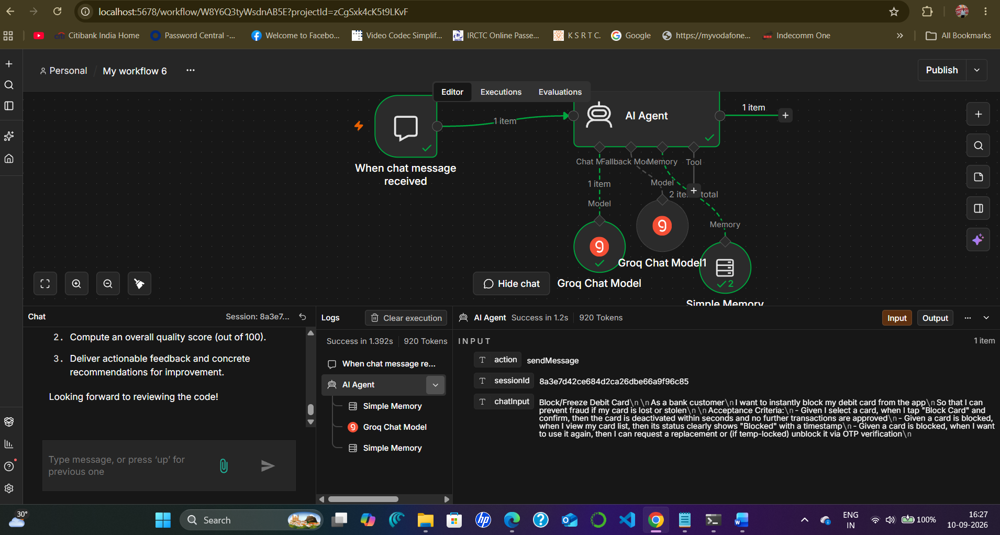 localhost:5678/workflow/W8Y6Q3tyWsdnAB5E?projectId=zCgSxk4cK5t9LKvF
citi Citibank India Home
Password Central -...
Welcome to Facebo...
Video Codec Simplif...
IRCTC Online Passe...
K S R T C.
Google
https://myvodafone...
Indecomm One
»
All Bookmarks
Personal / My workflow 6 ...
Publish
Editor Executions Evaluations
When chat message
received
1 item
AI Agent
1 item
Chat M
Fallback Mod
Memory
Tool
1 item
Model
Model
2 ite
total
Memory
Groq Chat Model1
Groq Chat Model
2
Simple Memory
Hide chat
Chat
Session: 8a3e7...
2. Compute an overall quality score (out of 100).
3. Deliver actionable feedback and concrete
recommendations for improvement.
Looking forward to reviewing the code!
Type message, or press ‘up’ for
previous one
Logs
Clear execution
Success in 1.392s 920 Tokens
When chat message re...
AI Agent
Simple Memory
Groq Chat Model
Simple Memory
AI Agent Success in 1.2s 920 Tokens
Input Output ...
INPUT
1 item
T action sendMessage
T sessionId 8a3e7d42ce684d2ca26dbe66a9f96c85
T chatInput Block/Freeze Debit Card\n \nAs a bank customer\nI want to instantly block my debit card from the app\nSo that I can
prevent fraud if my card is lost or stolen\n \nAcceptance Criteria:\n- Given I select a card, when I tap "Block Card" and
confirm, then the card is deactivated within seconds and no further transactions are approved\n- Given a card is blocked,
when I view my card list, then its status clearly shows "Blocked" with a timestamp\n- Given a card is blocked, when I want
to use it again, then I can request a replacement or (if temp-locked) unblock it via OTP verification\n
30°
Search
hp
ENG
IN
100%
16:27
10-09-2026